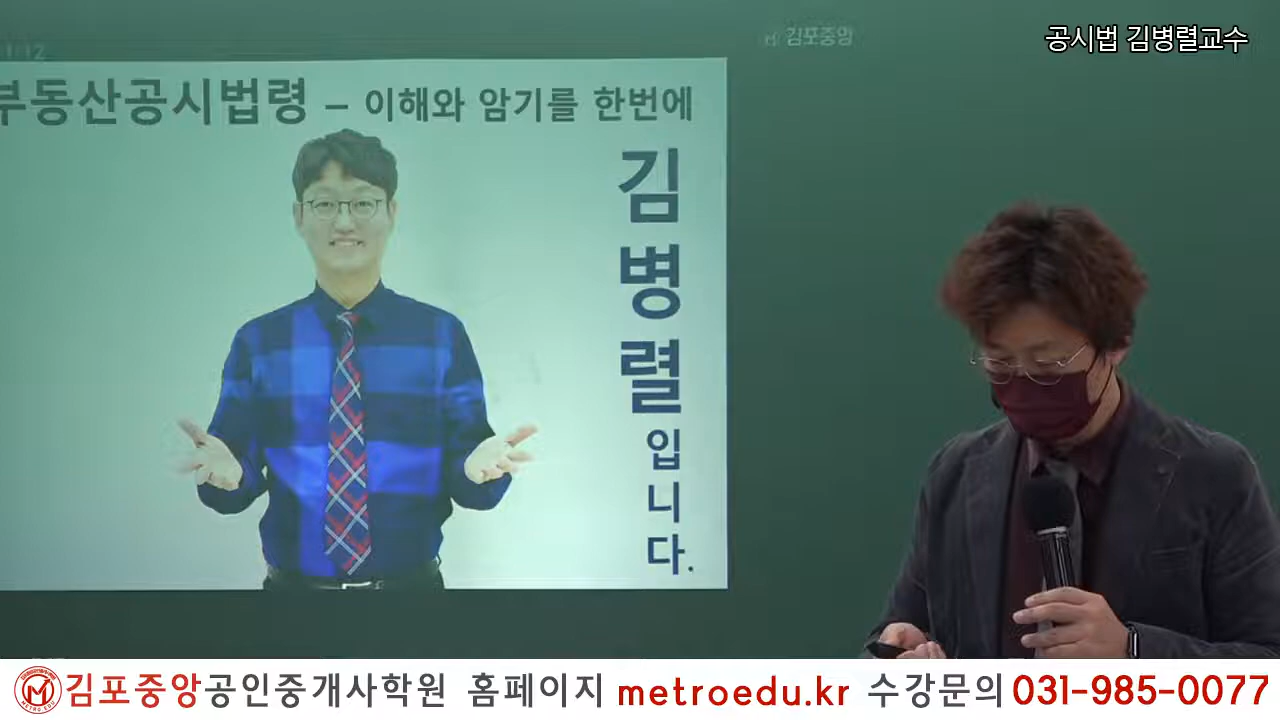 김포중앙
공시법 김병렬교수
부동산공시법령 – 이해와 암기를 한번에
김병렬입니다.
METRO EDU
김포중앙공인중개사학원 홈페이지 metroedu.kr 수강문의 031-985-0077